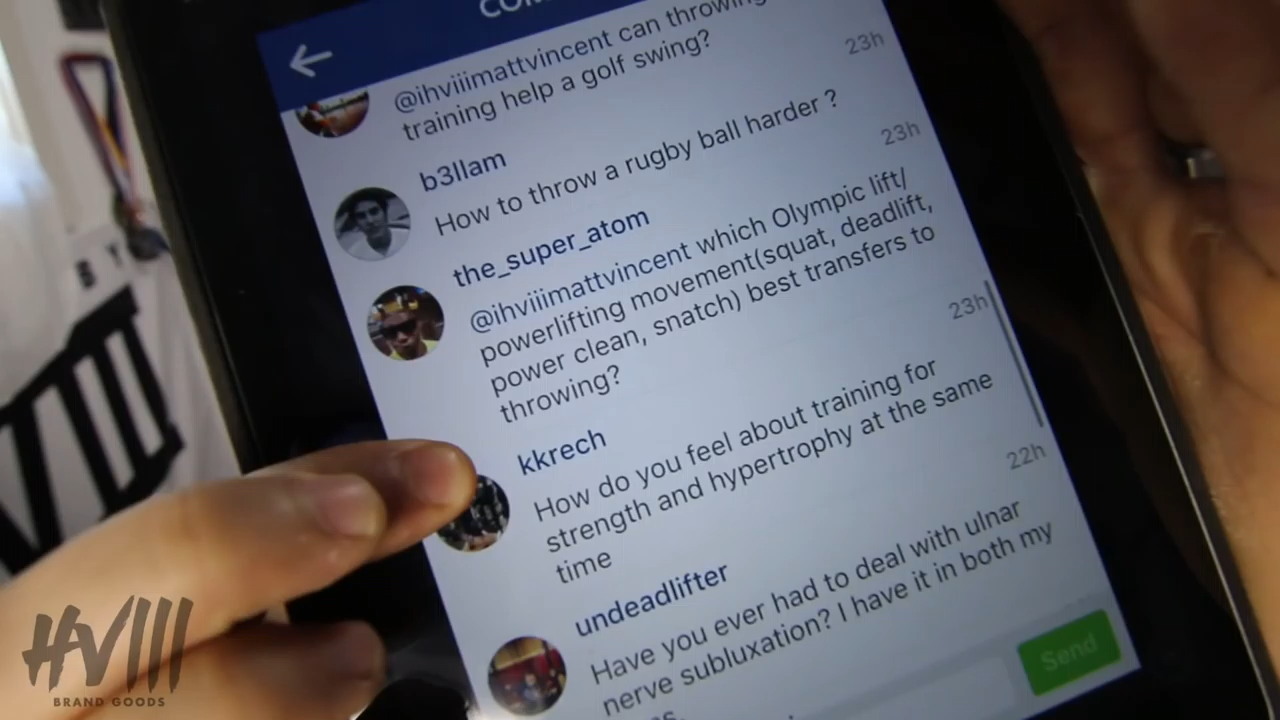 @ihviiimattvincent can throwing
training help a golf swing?
23h
b3llam
How to throw a rugby ball harder ?
23h
the_super_atom
@ihviiimattvincent which Olympic lift/
powerlifting movement(squat, deadlift,
power clean, snatch) best transfers to
throwing?
23h
kkrech
How do you feel about training for
strength and hypertrophy at the same
time
22h
undeadlifter
Have you ever had to deal with ulnar
nerve subluxation? I have it in both my
Send
VIII
HVIII
BRAND GOODS